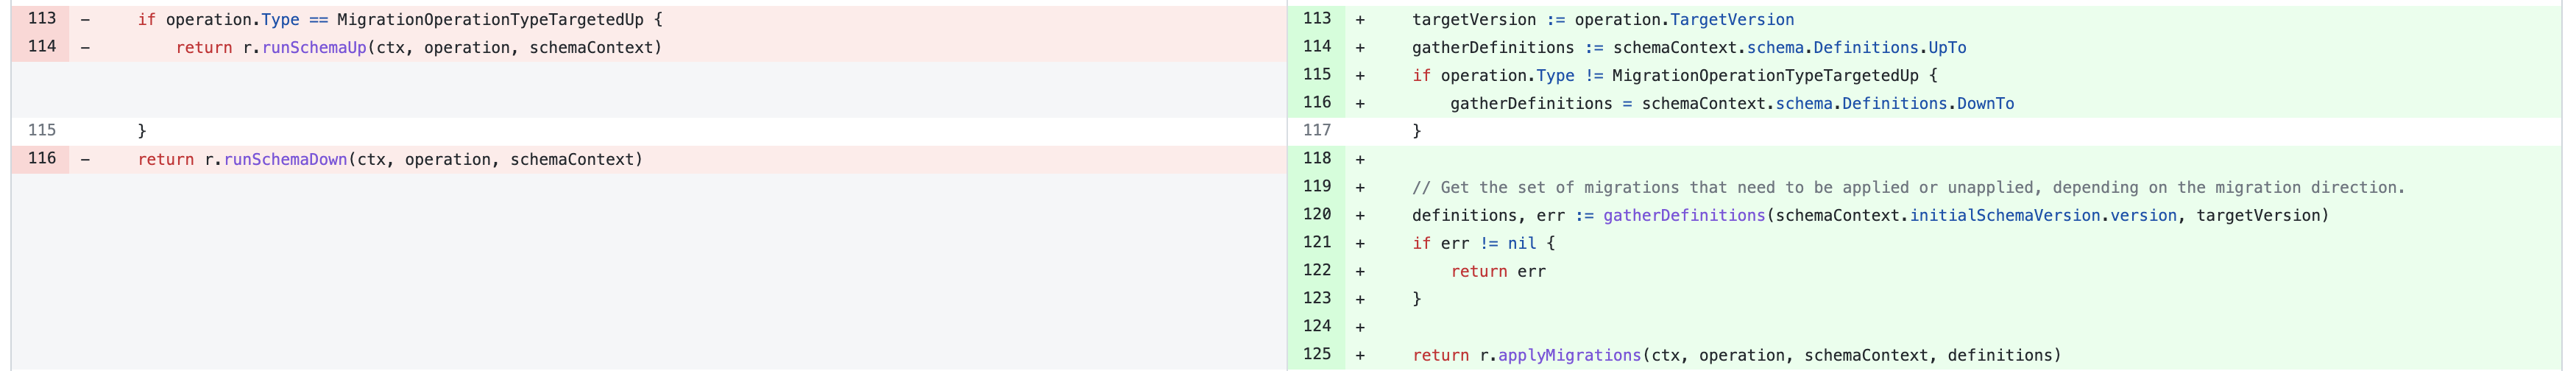 113 - if operation.Type == MigrationOperationTypeTargetedUp {
114 - return r.runSchemaUp(ctx, operation, schemaContext)
115 }
116 - return r.runSchemaDown(ctx, operation, schemaContext)
113 + targetVersion := operation.TargetVersion
114 + gatherDefinitions := schemaContext.schema.Definitions.UpTo
115 + if operation.Type != MigrationOperationTypeTargetedUp {
116 + gatherDefinitions = schemaContext.schema.Definitions.DownTo
117 }
118 +
119 + // Get the set of migrations that need to be applied or unapplied, depending on the migration direction.
120 + definitions, err := gatherDefinitions(schemaContext.initialSchemaVersion.version, targetVersion)
121 + if err != nil {
122 + return err
123 + }
124 +
125 + return r.applyMigrations(ctx, operation, schemaContext, definitions)